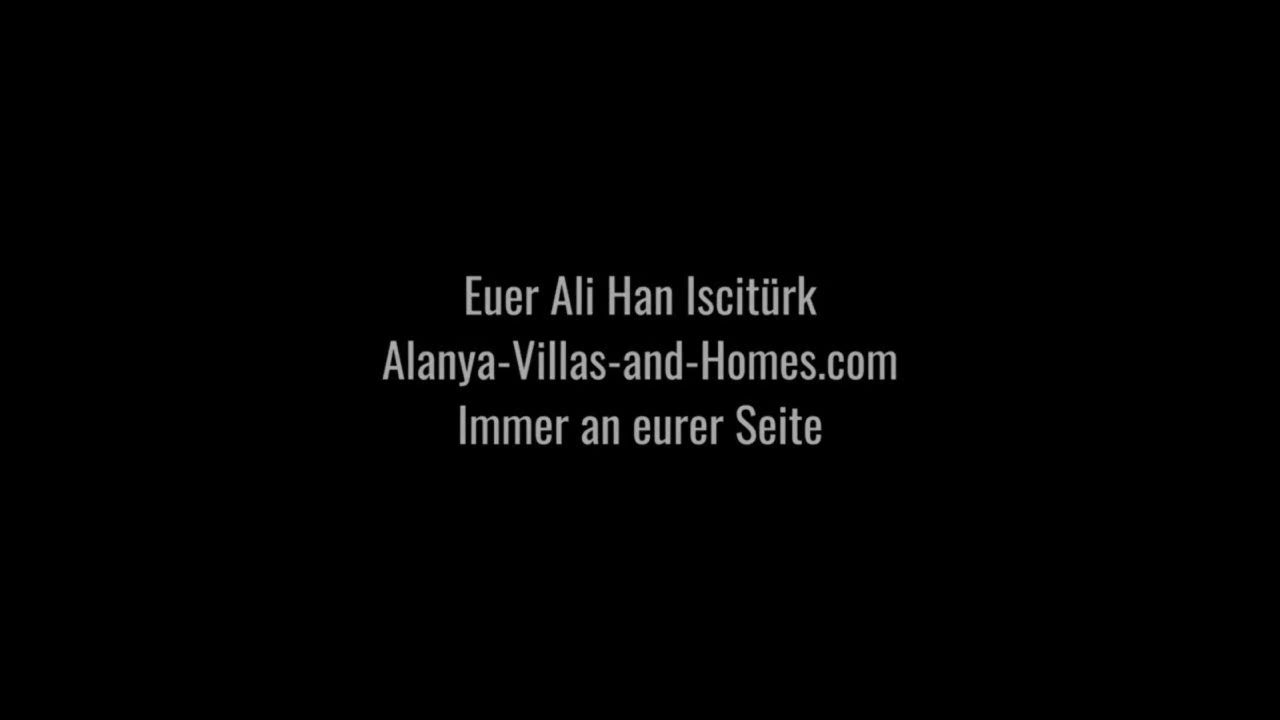 Euer Ali Han Iscitürk
Alanya-Villas-and-Homes.com
Immer an eurer Seite